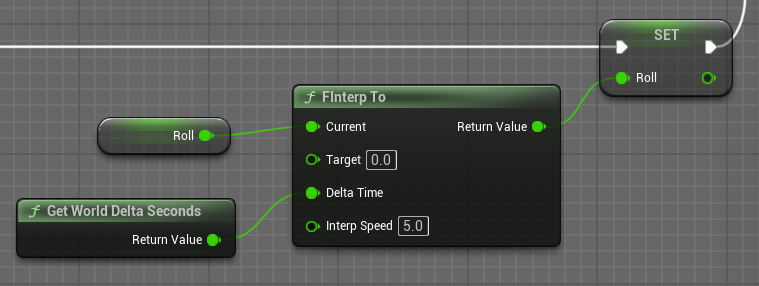 SET
Roll
f FInterp To
Roll
Current
Return Value
Target 0.0
Delta Time
f Get World Delta Seconds
Return Value
Interp Speed 5.0